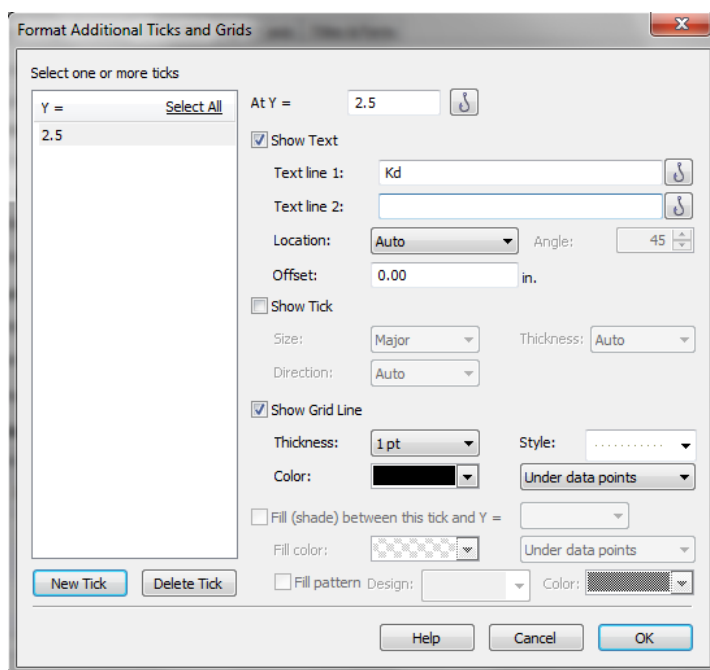 Format Additional Ticks and Grids
Select one or more ticks
Y = Select All
2.5
At Y = 2.5
Show Text
Text line 1: Kd
Text line 2:
Location: Auto Angle: 45
Offset: 0.00 in.
Show Tick
Size: Major Thickness: Auto
Direction: Auto
Show Grid Line
Thickness: 1 pt Style:
Color: Under data points
Fill (shade) between this tick and Y =
Fill color: Under data points
Fill pattern Design: Color:
New Tick Delete Tick
Help Cancel OK